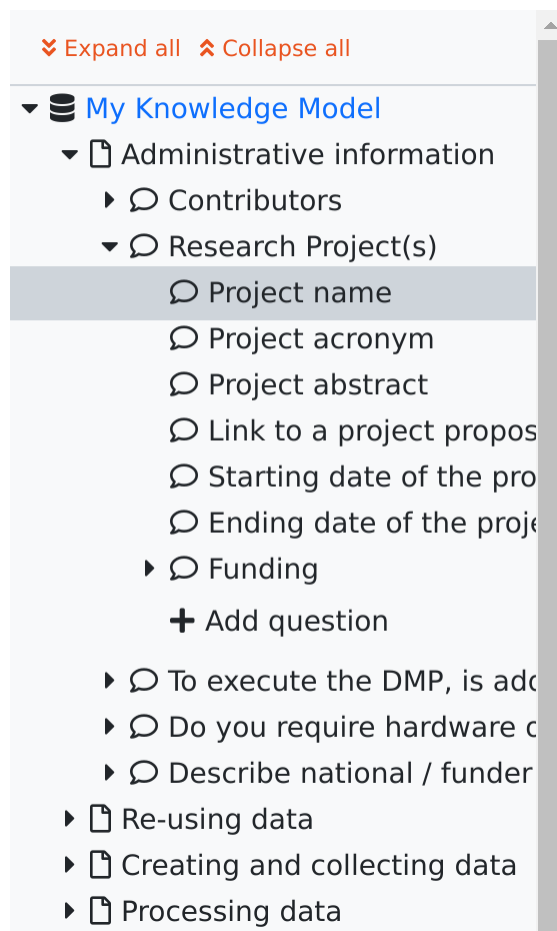 Expand all Collapse all
My Knowledge Model
Administrative information
Contributors
Research Project(s)
Project name
Project acronym
Project abstract
Link to a project propos
Starting date of the pro
Ending date of the proje
Funding
Add question
To execute the DMP, is add
Do you require hardware o
Describe national / funder
Re-using data
Creating and collecting data
Processing data